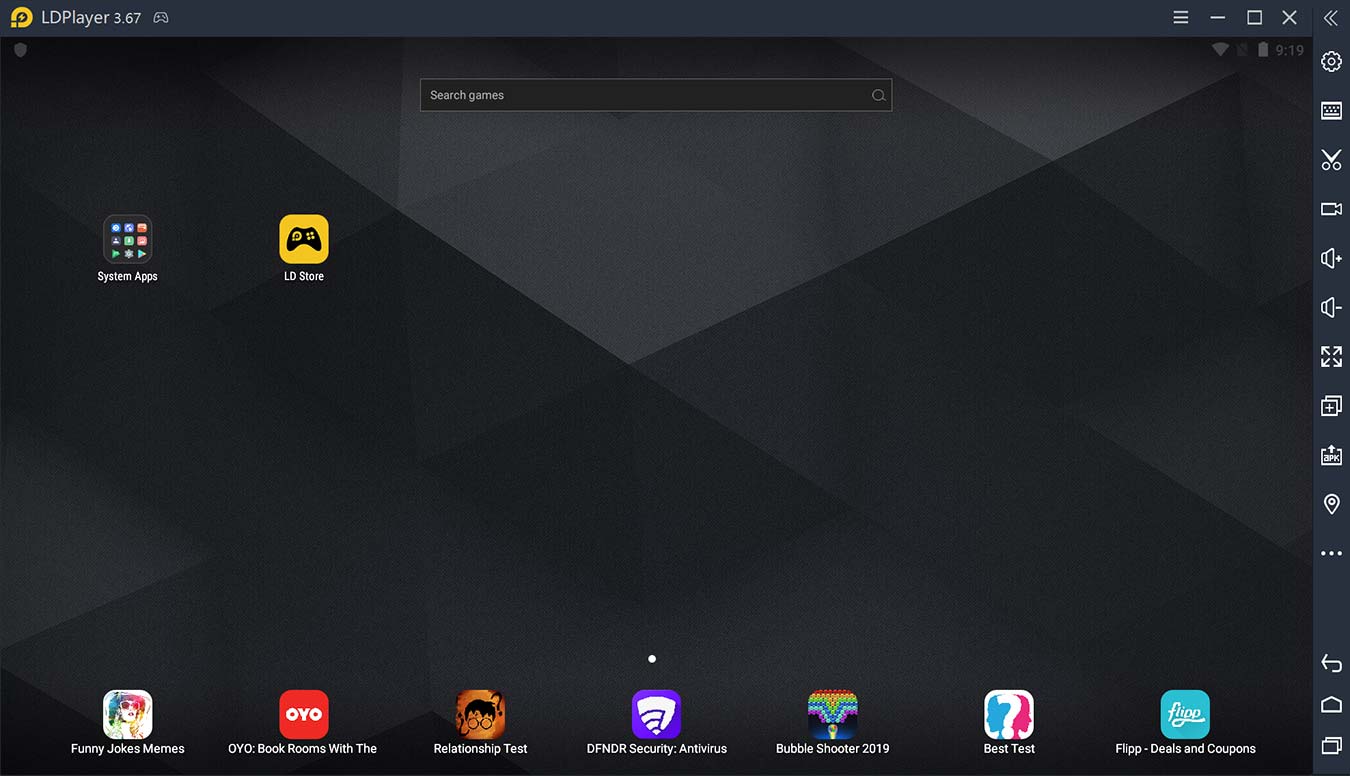 LDPlayer 3.67
9:19
Search games
System Apps
LD Store
APK
OYO
flipp
Funny Jokes Memes
OYO: Book Rooms With The
Relationship Test
DFNDR Security: Antivirus
Bubble Shooter 2019
Best Test
Flipp - Deals and Coupons